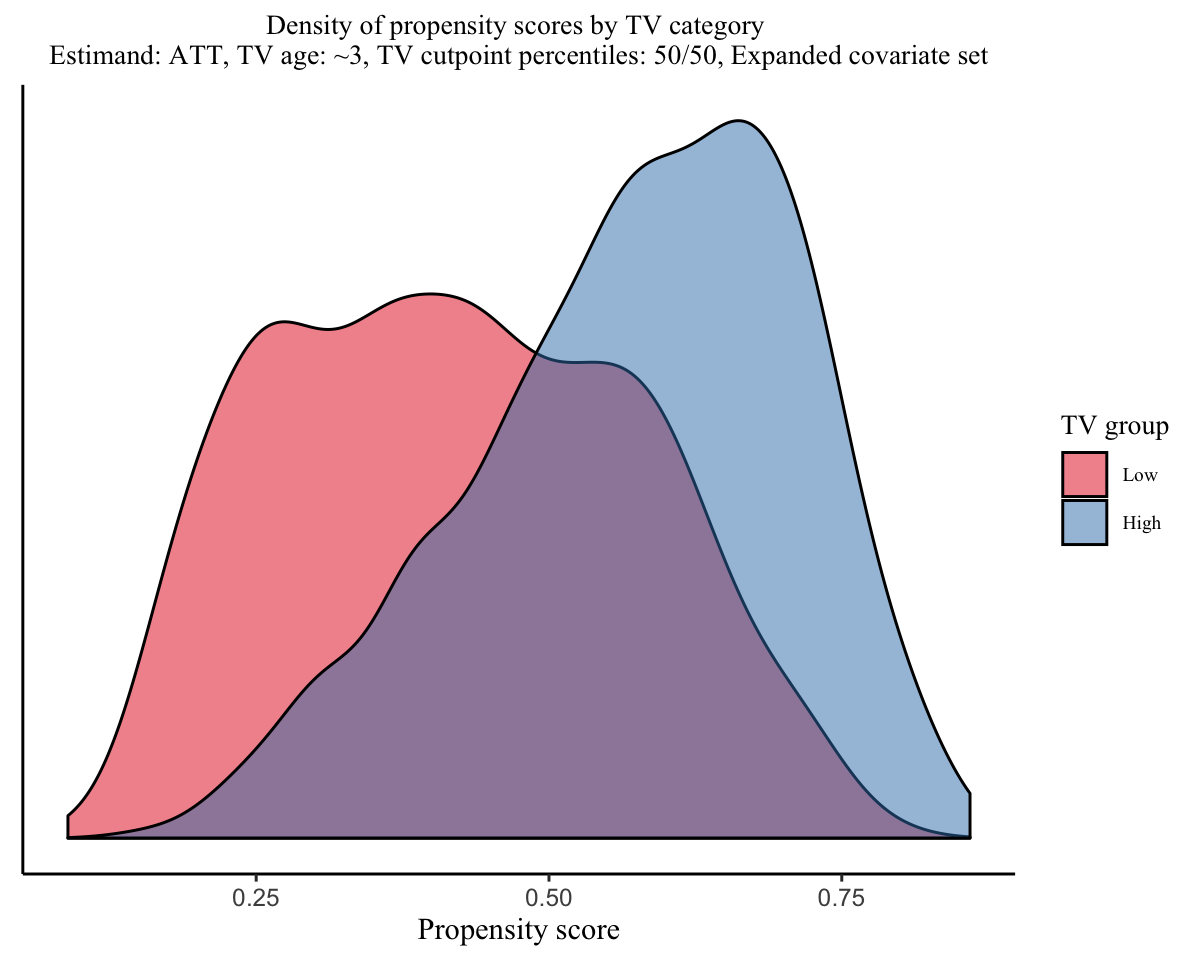 Density of propensity scores by TV category
Estimand: ATT, TV age: ~3, TV cutpoint percentiles: 50/50, Expanded covariate set
TV group
Low
High
0.25 0.50 0.75
Propensity score